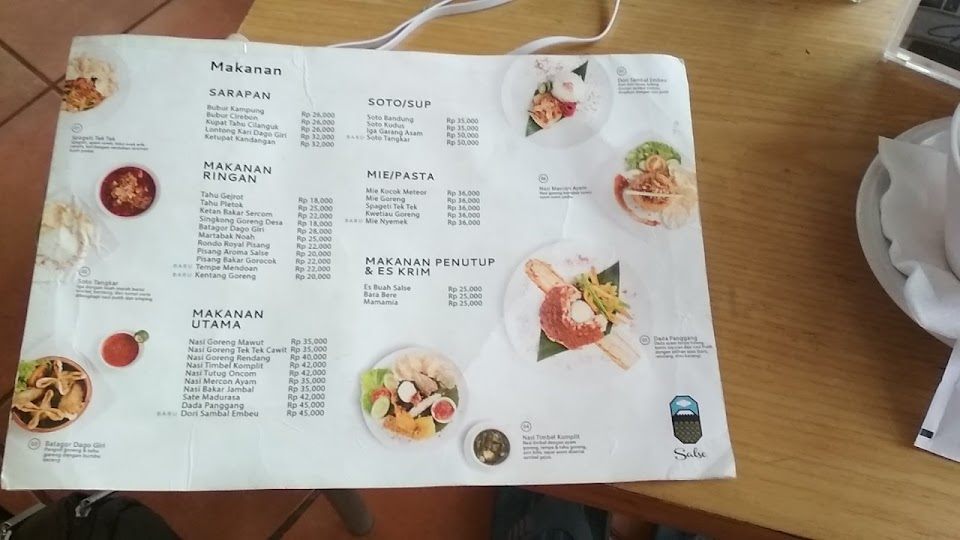 Makanan
SARAPAN
Bubur Kampung Rp 26,000
Bubur Cirebon Rp 26,000
Kupat Tahu Cilanguk Rp 26,000
Lontong Kari Dago Giri Rp 32,000
Ketupat Kandangan Rp 32,000
MAKANAN
RINGAN
Tahu Gejrot Rp 18,000
Tahu Pletok Rp 25,000
Ketan Bakar Sercom Rp 22,000
Singkong Goreng Desa Rp 18,000
Batagor Dago Giri Rp 28,000
Martabak Noah Rp 25,000
Rondo Royal Pisang Rp 22,000
Pisang Aroma Salse Rp 20,000
Pisang Bakar Gorocok Rp 22,000
BARU Tempe Mendoan Rp 22,000
BARU Kentang Goreng Rp 20,000
MAKANAN
UTAMA
Nasi Goreng Mawut Rp 35,000
Nasi Goreng Tek Tek Cawit Rp 35,000
Nasi Goreng Rendang Rp 40,000
Nasi Timbel Komplit Rp 42,000
Nasi Tutug Oncom Rp 42,000
Nasi Mercon Ayam Rp 35,000
Nasi Bakar Jambal Rp 35,000
Sate Madurasa Rp 42,000
Dada Panggang Rp 45,000
BARU Dori Sambal Embeu Rp 45,000
SOTO/SUP
Soto Bandung Rp 35,000
Soto Kudus Rp 35,000
Iga Garang Asam Rp 50,000
BARU Soto Tangkar Rp 50,000
MIE/PASTA
Mie Kocok Meteor Rp 36,000
Mie Goreng Rp 36,000
Spageti Tek Tek Rp 36,000
Kwetiau Goreng Rp 36,000
BARU Mie Nyemek Rp 36,000
MAKANAN PENUTUP
& ES KRIM
Es Buah Salse Rp 25,000
Bara Bere Rp 25,000
Mamamia Rp 25,000
Spageti Tek Tek
Soto Tangkar
Batagor Dago Giri
Dori Sambal Embeu
Nasi Mercon Ayam
Dada Panggang
Nasi Timbel Komplit
Salse